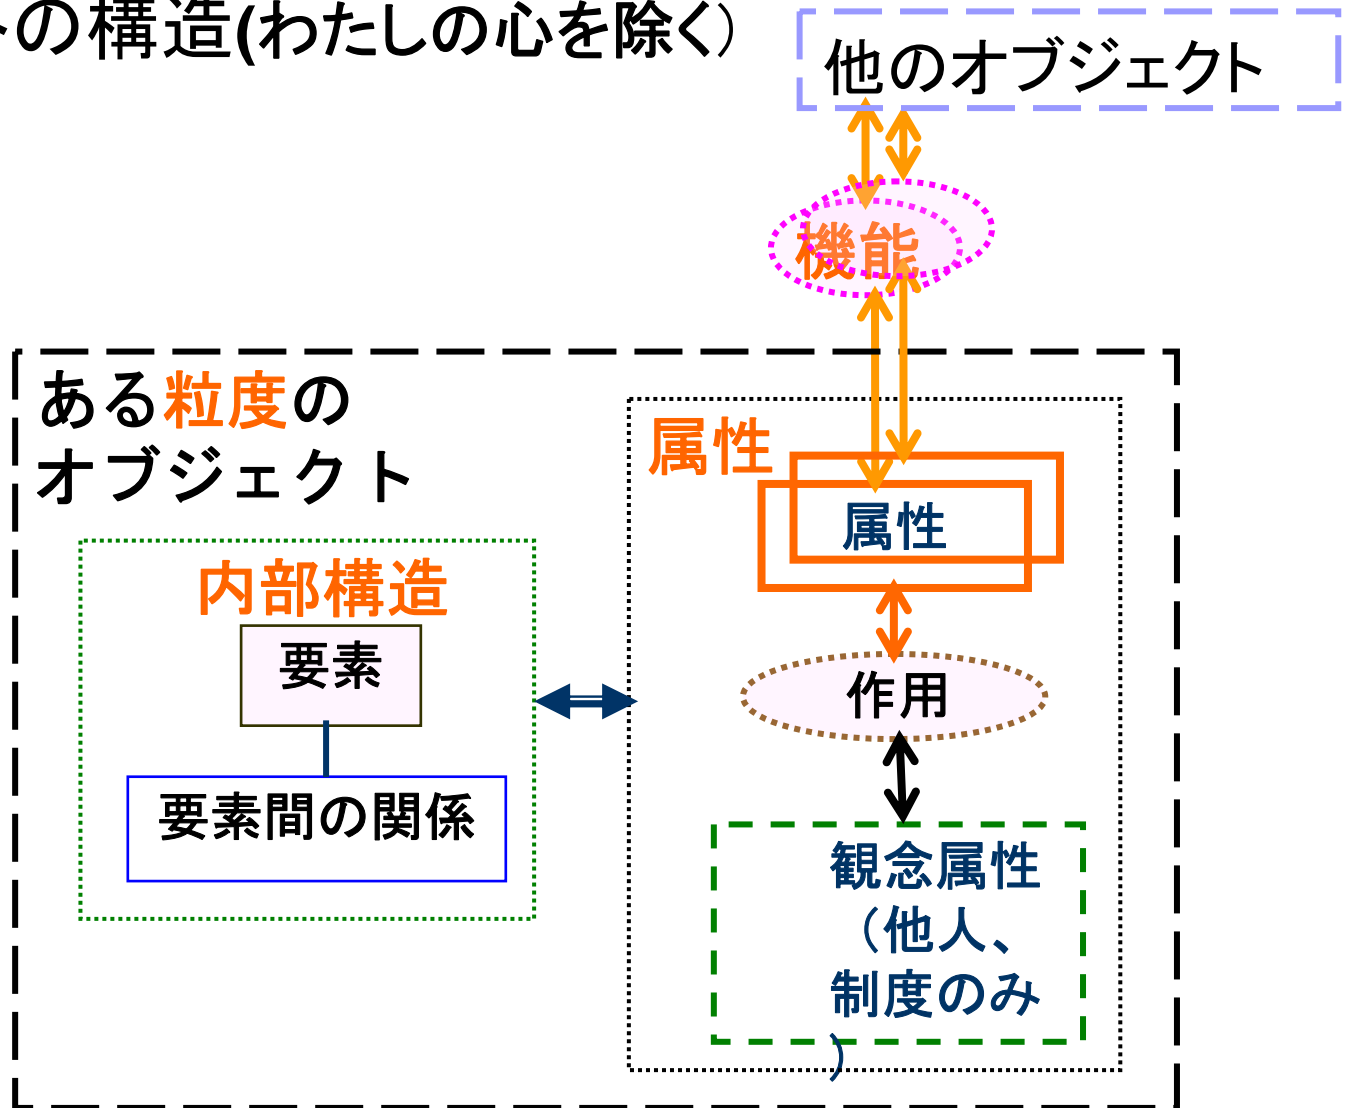 トの構造(わたしの心を除く）
他のオブジェクト
機能
ある粒度の
オブジェクト
属性
属性
内部構造
要素
要素間の関係
作用
観念属性
（他人、
制度のみ
）